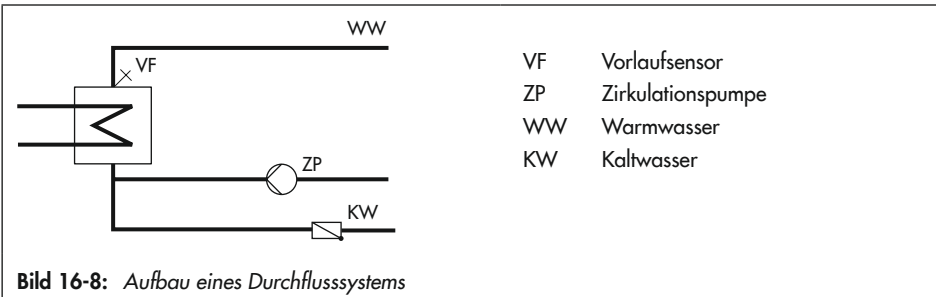 WW
VF
ZP
KW
VF Vorlaufsensor
ZP Zirkulationspumpe
WW Warmwasser
KW Kaltwasser
Bild 16-8: Aufbau eines Durchflusssystems